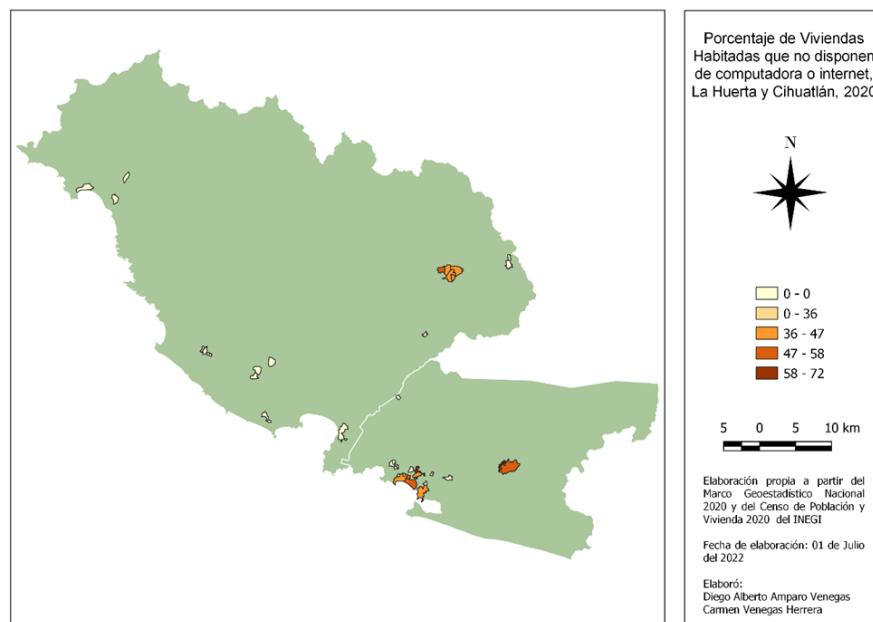 Porcentaje de Viviendas
Habitadas que no disponen
de computadora o internet,
La Huerta y Cihuatlán, 2020
N
0 - 0
0 - 36
36 - 47
47 - 58
58 - 72
5 0 5 10 km
Elaboración propia a partir del
Marco Geoestadístico Nacional
2020 y del Censo de Población y
Vivienda 2020 del INEGI
Fecha de elaboración: 01 de Julio
del 2022
Elaboró:
Diego Alberto Amparo Venegas
Carmen Venegas Herrera